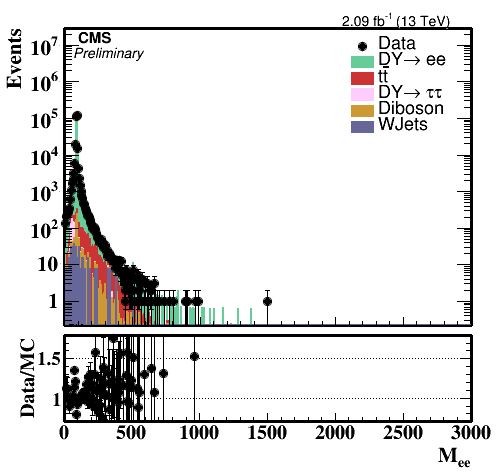 2.09 fb⁻¹ (13 TeV)
CMS
Preliminary
Events
10⁷
10⁶
10⁵
10⁴
10³
10²
10
1
Data
DY→ ee
tt̄
DY→ ττ
Diboson
WJets
Data/MC
1.5
1
0 500 1000 1500 2000 2500 3000
M_ee